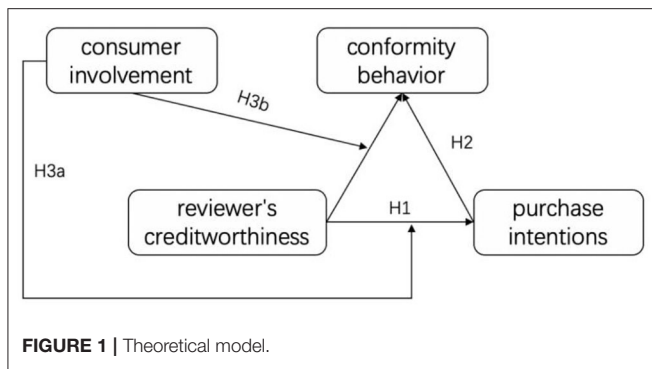 consumer
involvement
conformity
behavior
H3b
H3a
H2
reviewer's
creditworthiness
H1
purchase
intentions
FIGURE 1 | Theoretical model.